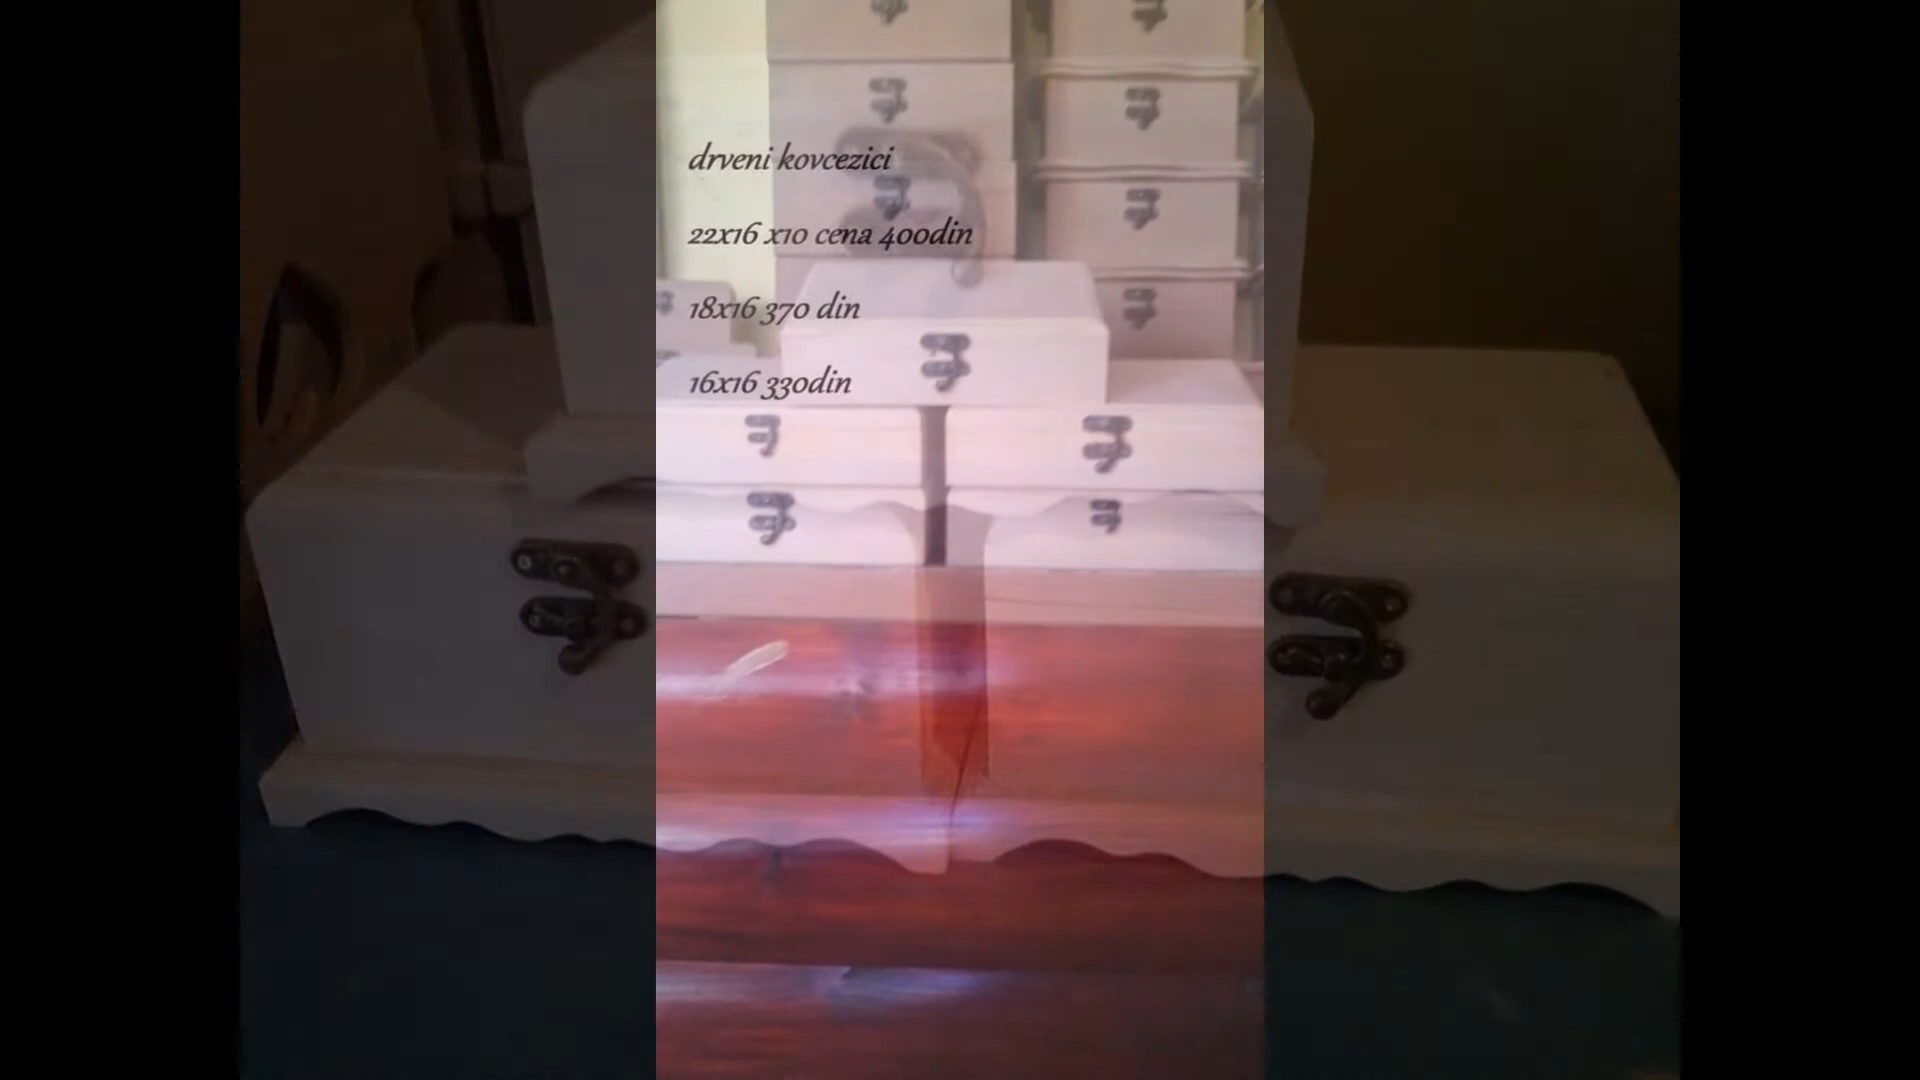 drveni kovcezici
22x16 x10 cena 400din
18x16 370 din
16x16 330din